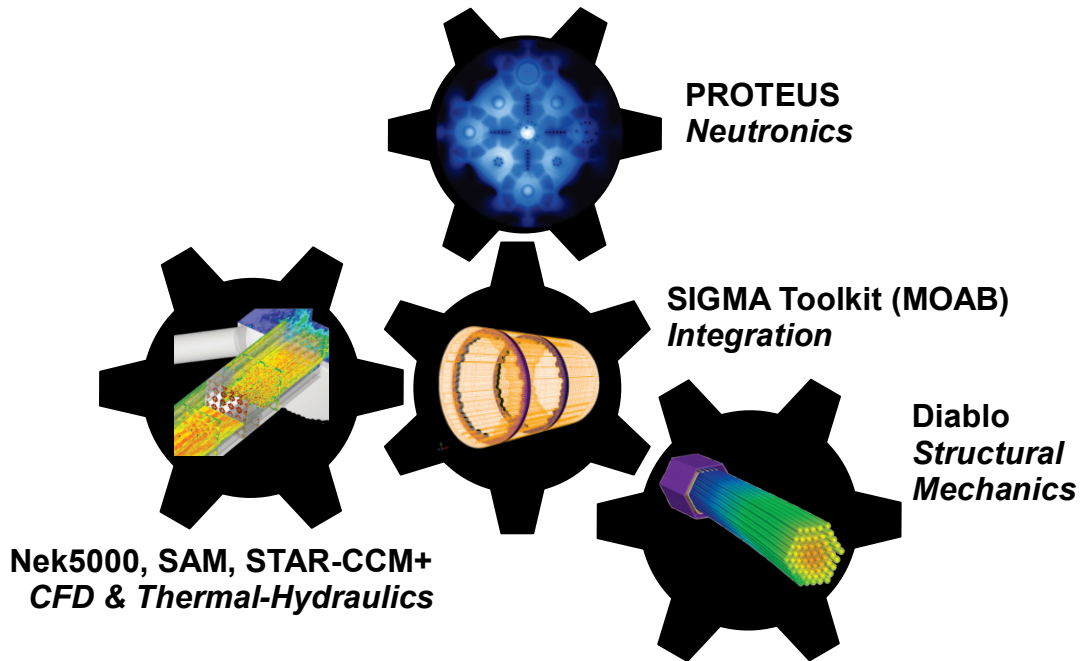 PROTEUS
Neutronics
SIGMA Toolkit (MOAB)
Integration
Diablo
Structural
Mechanics
Nek5000, SAM, STAR-CCM+
CFD & Thermal-Hydraulics